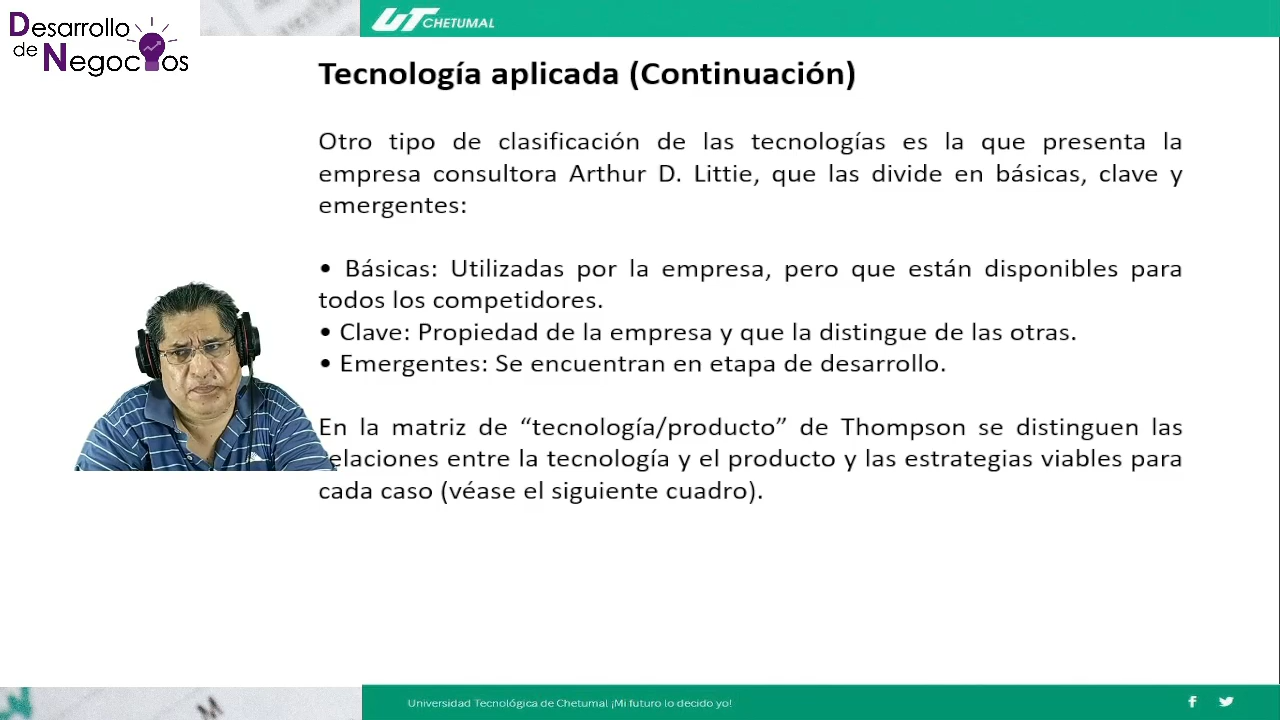 Desarrollo
de Negocios
UT CHETUMAL
Tecnología aplicada (Continuación)
Otro tipo de clasificación de las tecnologías es la que presenta la
empresa consultora Arthur D. Littie, que las divide en básicas, clave y
emergentes:
• Básicas: Utilizadas por la empresa, pero que están disponibles para
todos los competidores.
• Clave: Propiedad de la empresa y que la distingue de las otras.
• Emergentes: Se encuentran en etapa de desarrollo.
En la matriz de “tecnología/producto” de Thompson se distinguen las
relaciones entre la tecnología y el producto y las estrategias viables para
cada caso (véase el siguiente cuadro).
Universidad Tecnológica de Chetumal ¡Mi futuro lo decido yo!